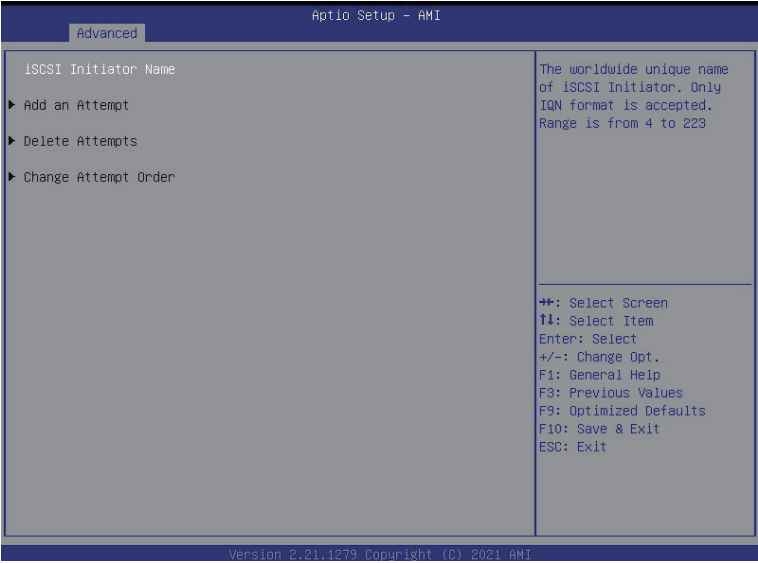 Aptio Setup – AMI
Advanced
iSCSI Initiator Name
Add an Attempt
Delete Attempts
Change Attempt Order
The worldwide unique name
of iSCSI Initiator. Only
IQN format is accepted.
Range is from 4 to 223
→←: Select Screen
↑↓: Select Item
Enter: Select
+/-: Change Opt.
F1: General Help
F3: Previous Values
F9: Optimized Defaults
F10: Save & Exit
ESC: Exit
Version 2.21.1279 Copyright (C) 2021 AMI